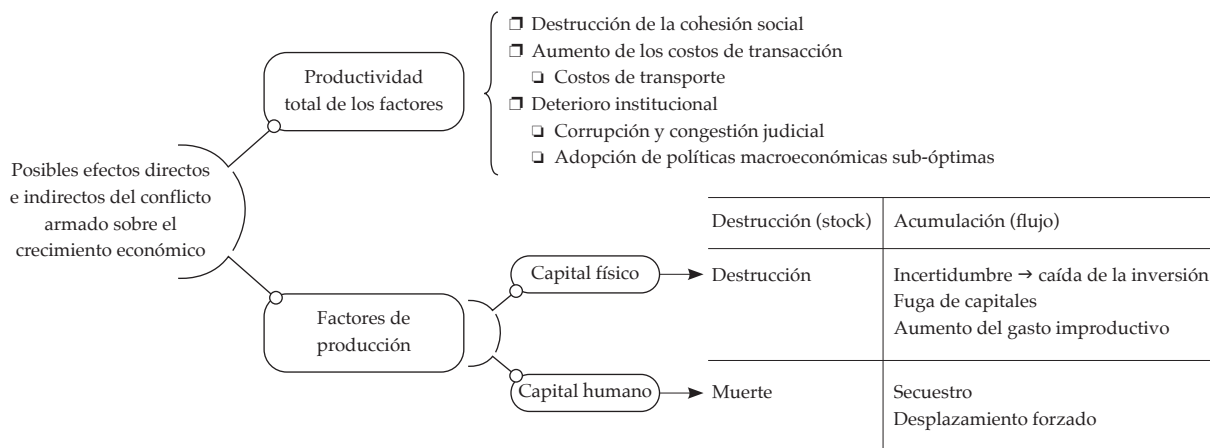 Posibles efectos directos
e indirectos del conflicto
armado sobre el
crecimiento económico
Productividad
total de los factores
❐ Destrucción de la cohesión social
❐ Aumento de los costos de transacción
❏ Costos de transporte
❐ Deterioro institucional
❏ Corrupción y congestión judicial
❏ Adopción de políticas macroeconómicas sub-óptimas
Factores de
producción
Destrucción (stock) Acumulación (flujo)
Capital físico
Destrucción
Incertidumbre → caída de la inversión
Fuga de capitales
Aumento del gasto improductivo
Capital humano
Muerte
Secuestro
Desplazamiento forzado